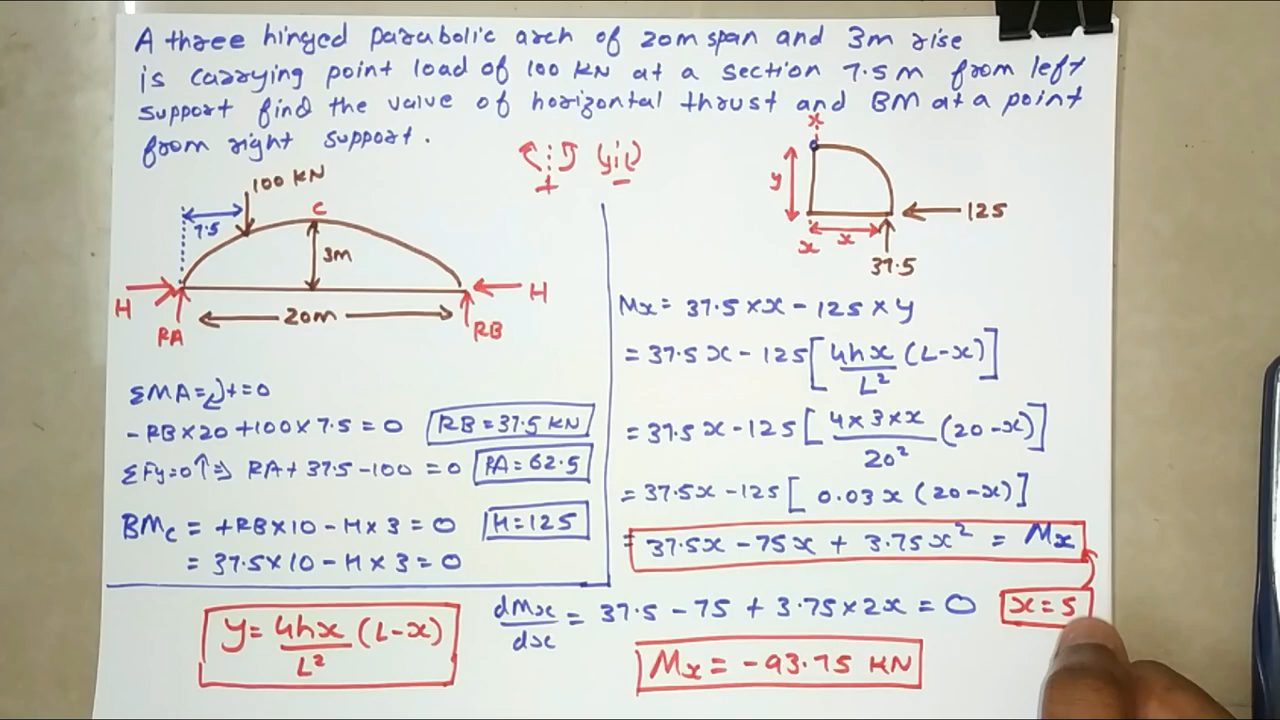 A three hinged parabolic arch of 20m span and 3m rise
is carrying point load of 100 KN at a section 7.5 m from left
support find the value of horizontal thrust and BM at a point
from right support.
+ -
100 KN
7.5
C
3m
H H
20m
RA RB
x
y
125
x x
37.5
ΣMA = + = 0
-RB×20 +100×7.5 = 0 RB = 37.5 KN
ΣFy=0↑⇒ RA + 37.5 -100 = 0 RA = 62.5
BMc = +RB×10 - H×3 = 0 H = 125
= 37.5×10 - H×3 = 0
Mx = 37.5 × x - 125 × y
= 37.5x - 125 [4hx/L² (L-x)]
= 37.5x - 125 [4×3×x/20² (20-x)]
= 37.5x - 125 [0.03x (20-x)]
= 37.5x - 75x + 3.75x² = Mx
y = 4hx/L² (L-x)
dMx/dx = 37.5 - 75 + 3.75×2x = 0 x = 5
Mx = -93.75 KN